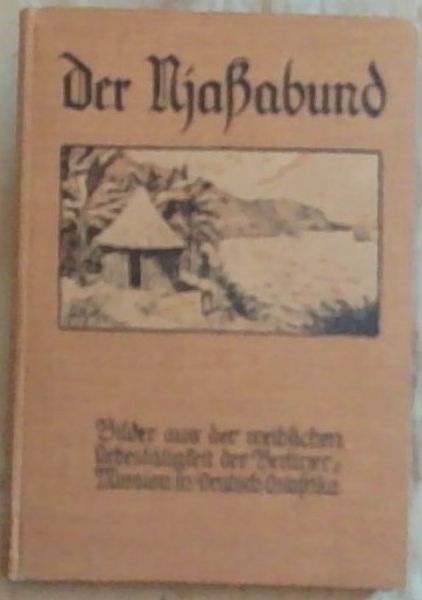 Der Njaßabund
Bilder aus der weiblichen
Liebestätigkeit der Berliner-
Mission in Deutsch-Ostafrika